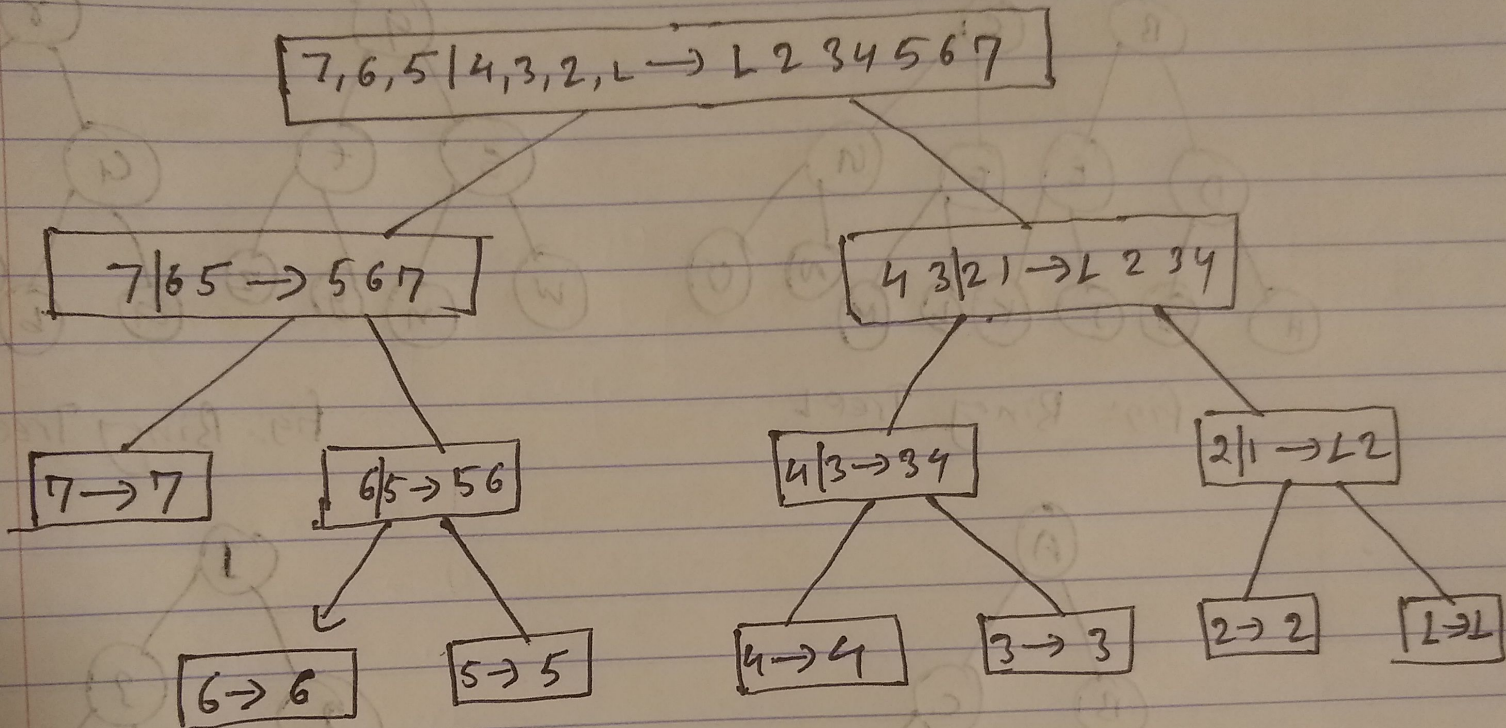 7,6,5|4,3,2,1 → 1 2 3 4 5 6 7
7|6 5 → 5 6 7
4 3|2 1 → 1 2 3 4
7 → 7
6|5 → 5 6
4|3 → 3 4
2|1 → 1 2
6 → 6
5 → 5
4 → 4
3 → 3
2 → 2
1 → 1